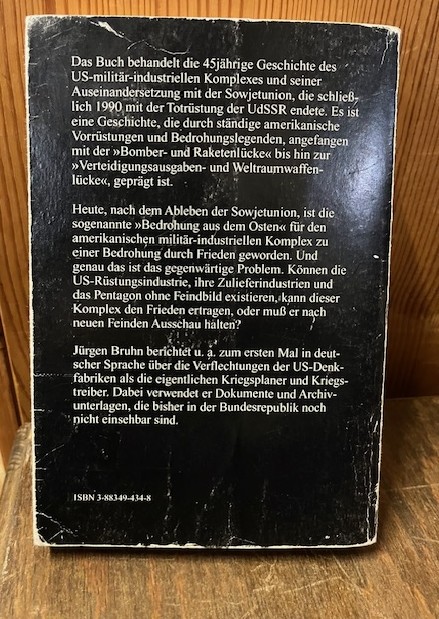 Das Buch behandelt die 45jährige Geschichte des
US-militär-industriellen Komplexes und seiner
Auseinandersetzung mit der Sowjetunion, die schließ-
lich 1990 mit der Totrüstung der UdSSR endete. Es ist
eine Geschichte, die durch ständige amerikanische
Vorrüstungen und Bedrohungslegenden, angefangen
mit der »Bomber- und Raketenlücke« bis hin zur
»Verteidigungsausgaben- und Weltraumwaffen-
lücke«, geprägt ist.
Heute, nach dem Ableben der Sowjetunion, ist die
sogenannte »Bedrohung aus dem Osten« für den
amerikanischen militär-industriellen Komplex zu
einer Bedrohung durch Frieden geworden. Und
genau das ist das gegenwärtige Problem. Können die
US-Rüstungsindustrie, ihre Zulieferindustrien und
das Pentagon ohne Feindbild existieren, kann dieser
Komplex den Frieden ertragen, oder muß er nach
neuen Feinden Ausschau halten?
Jürgen Bruhn berichtet u. a. zum ersten Mal in deut-
scher Sprache über die Verflechtungen der US-Denk-
fabriken als die eigentlichen Kriegsplaner und Kriegs-
treiber. Dabei verwendet er Dokumente und Archiv-
unterlagen, die bisher in der Bundesrepublik noch
nicht einsehbar sind.
ISBN 3-88349-434-8